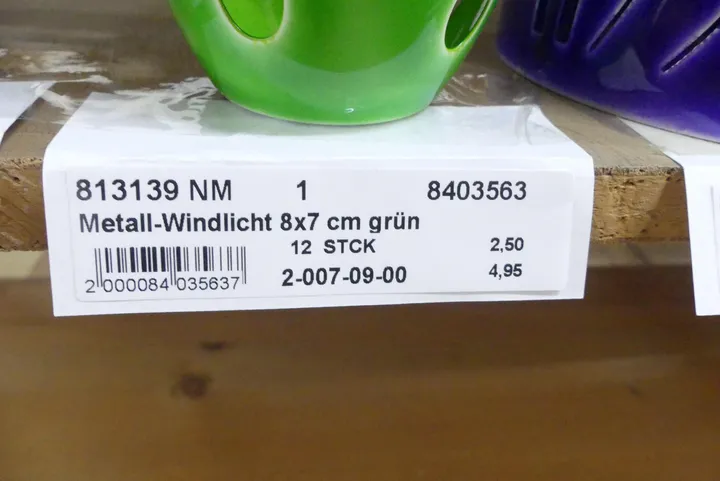 813139 NM 1 8403563
Metall-Windlicht 8x7 cm grün
12 STCK 2,50
2 000084 035637 2-007-09-00 4,95